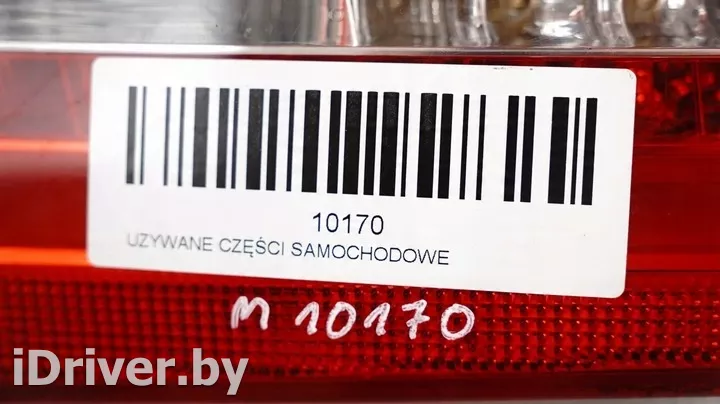 10170
UZYWANE CZĘŚCI SAMOCHODOWE
M 10170
iDriver.by